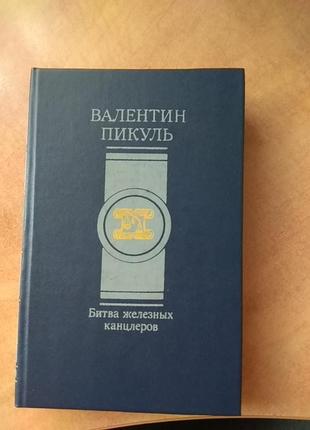 ВАЛЕНТИН
ПИКУЛЬ
Битва железных
канцлеров